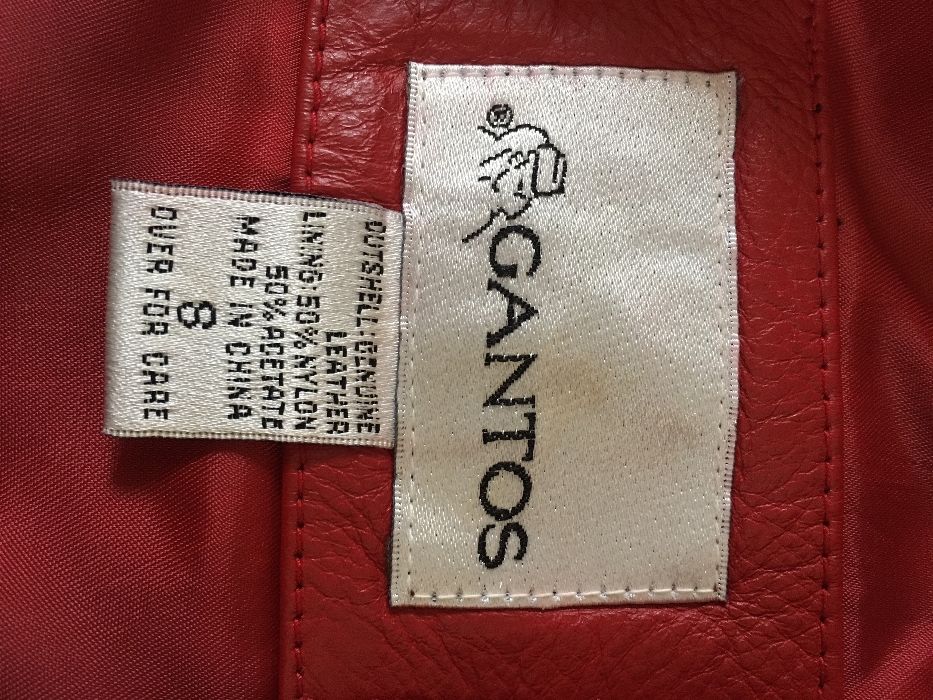 ®
GANTOS
OUTSHELL:GENUINE
LEATHER
LINING:50%NYLON
50%ACETATE
MADE IN CHINA
8
OVER FOR CARE